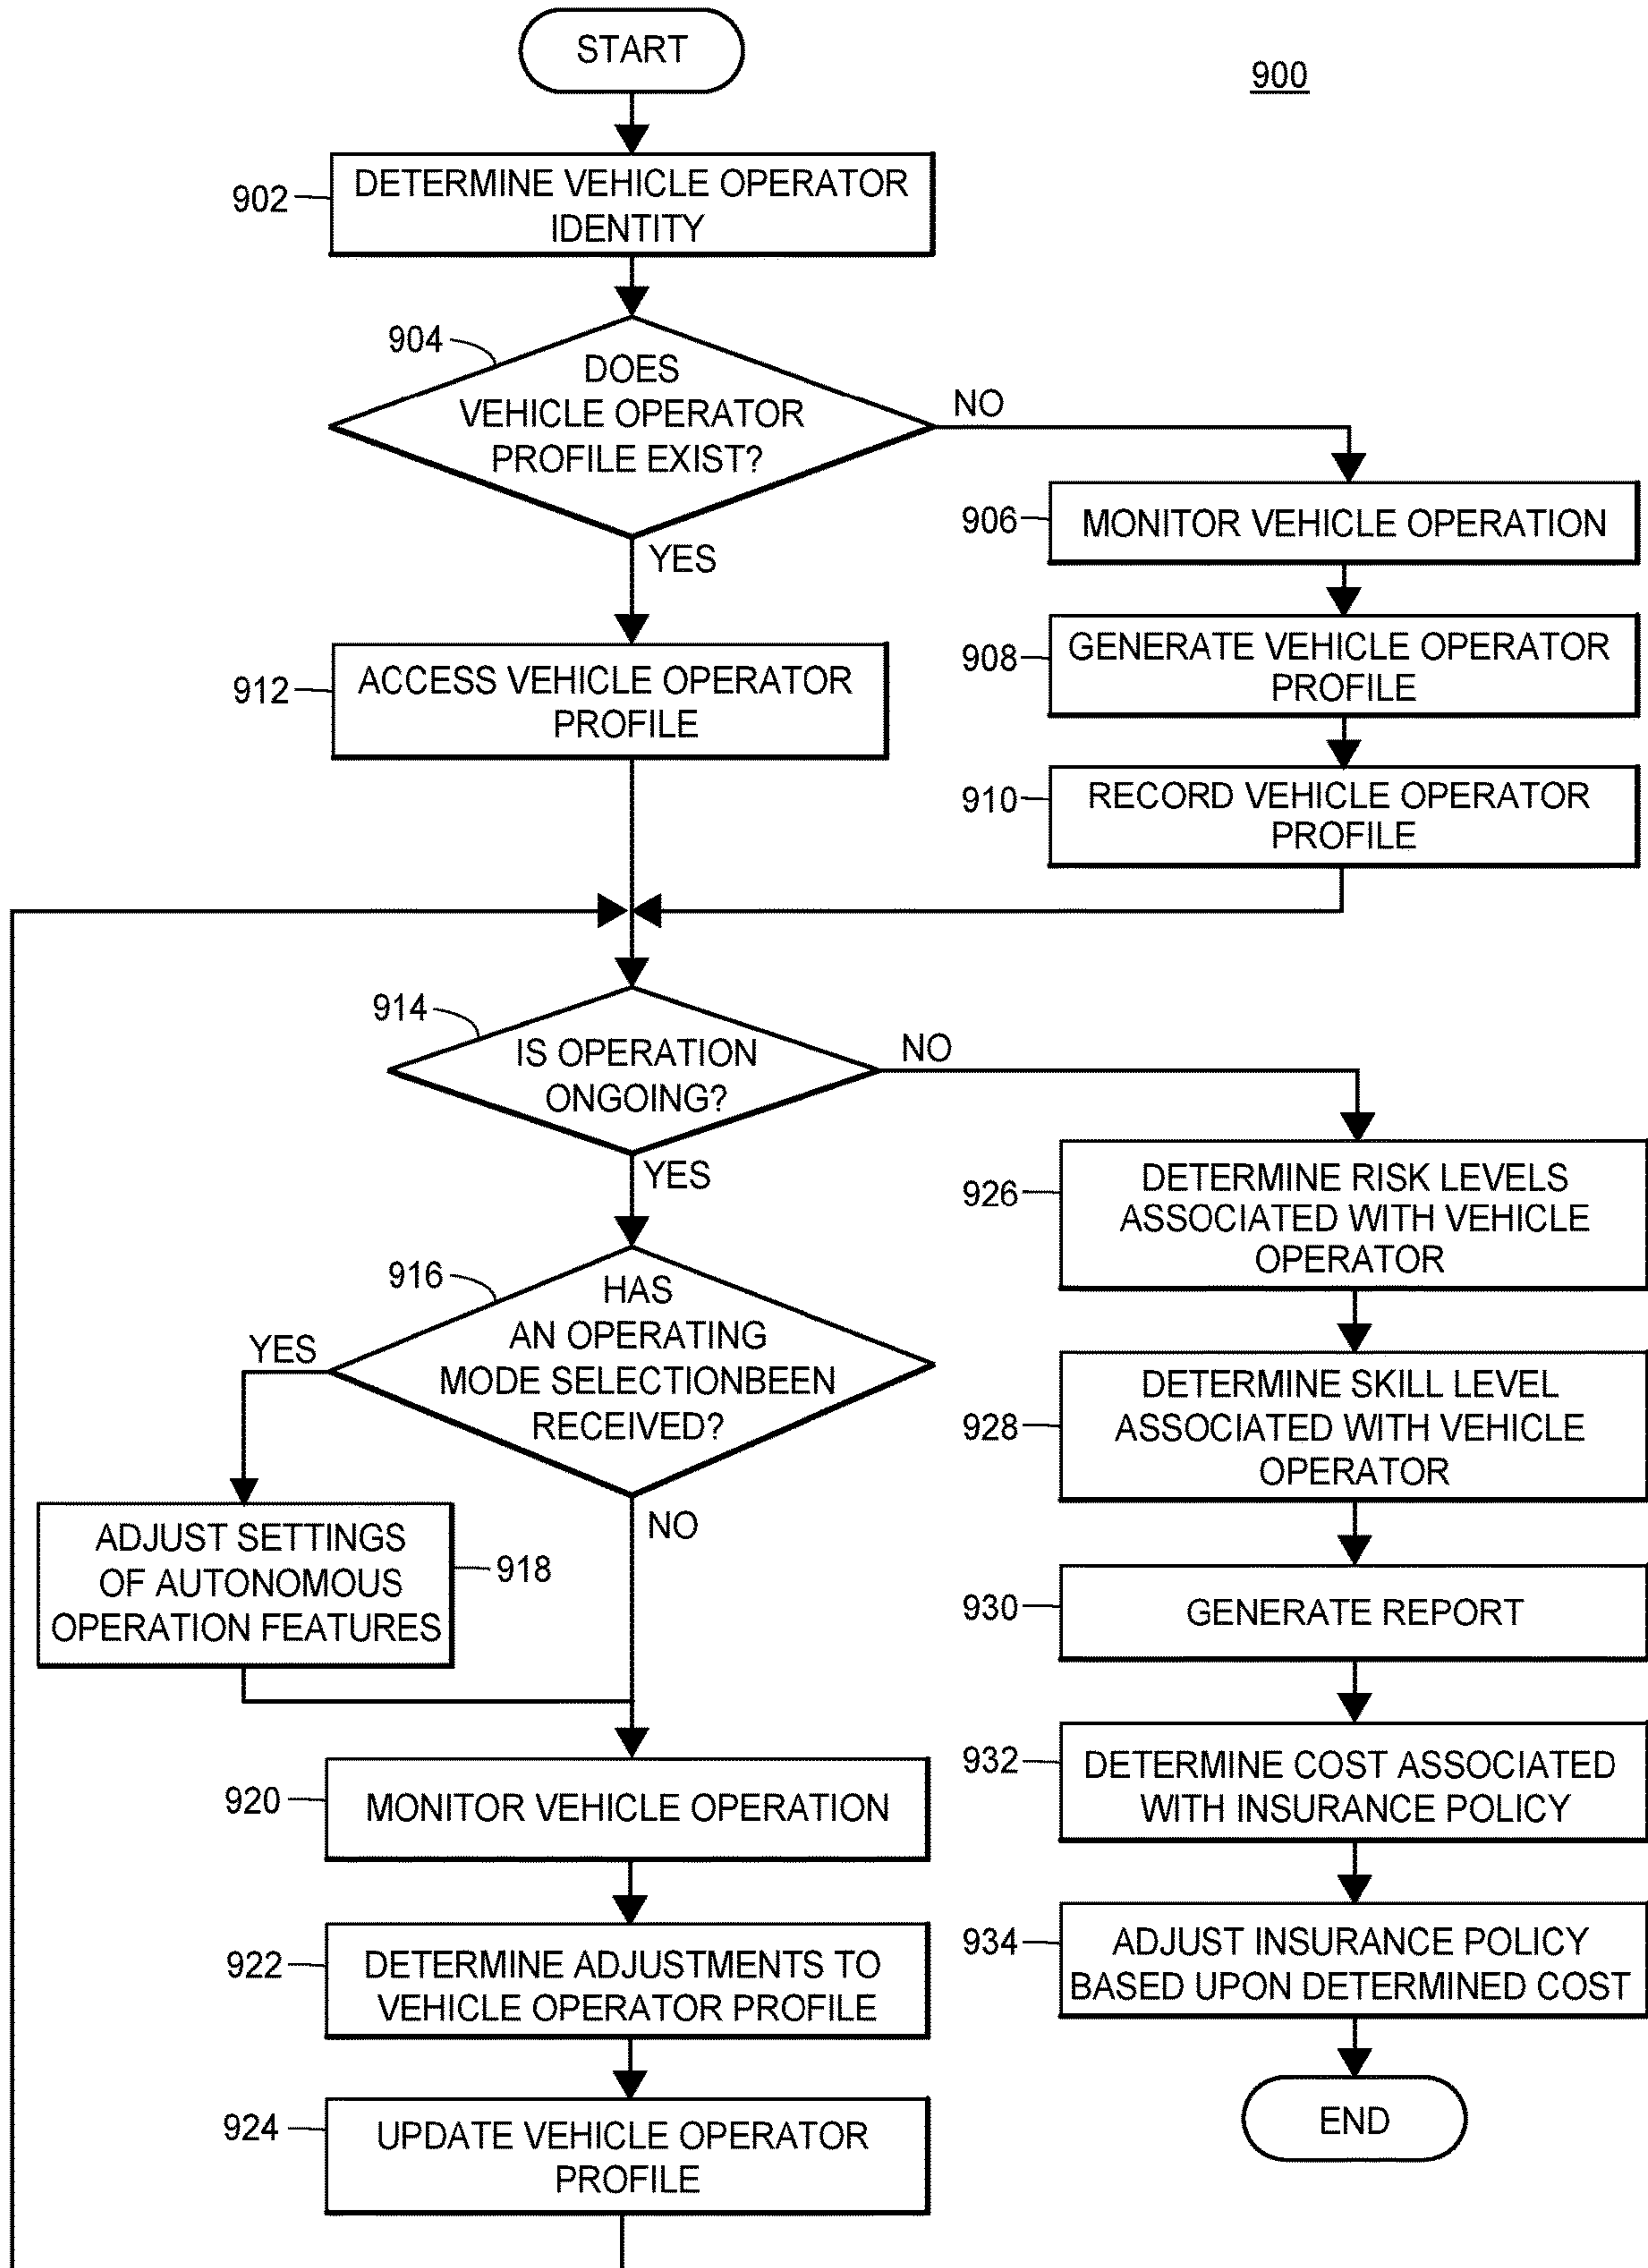 START
900
902
DETERMINE VEHICLE OPERATOR
IDENTITY
904
DOES
VEHICLE OPERATOR
PROFILE EXIST?
NO
YES
906
MONITOR VEHICLE OPERATION
908
GENERATE VEHICLE OPERATOR
PROFILE
910
RECORD VEHICLE OPERATOR
PROFILE
912
ACCESS VEHICLE OPERATOR
PROFILE
914
IS OPERATION
ONGOING?
NO
YES
916
HAS
AN OPERATING
MODE SELECTIONBEEN
RECEIVED?
YES
NO
ADJUST SETTINGS
OF AUTONOMOUS
OPERATION FEATURES
918
920
MONITOR VEHICLE OPERATION
922
DETERMINE ADJUSTMENTS TO
VEHICLE OPERATOR PROFILE
924
UPDATE VEHICLE OPERATOR
PROFILE
926
DETERMINE RISK LEVELS
ASSOCIATED WITH VEHICLE
OPERATOR
928
DETERMINE SKILL LEVEL
ASSOCIATED WITH VEHICLE
OPERATOR
930
GENERATE REPORT
932
DETERMINE COST ASSOCIATED
WITH INSURANCE POLICY
934
ADJUST INSURANCE POLICY
BASED UPON DETERMINED COST
END